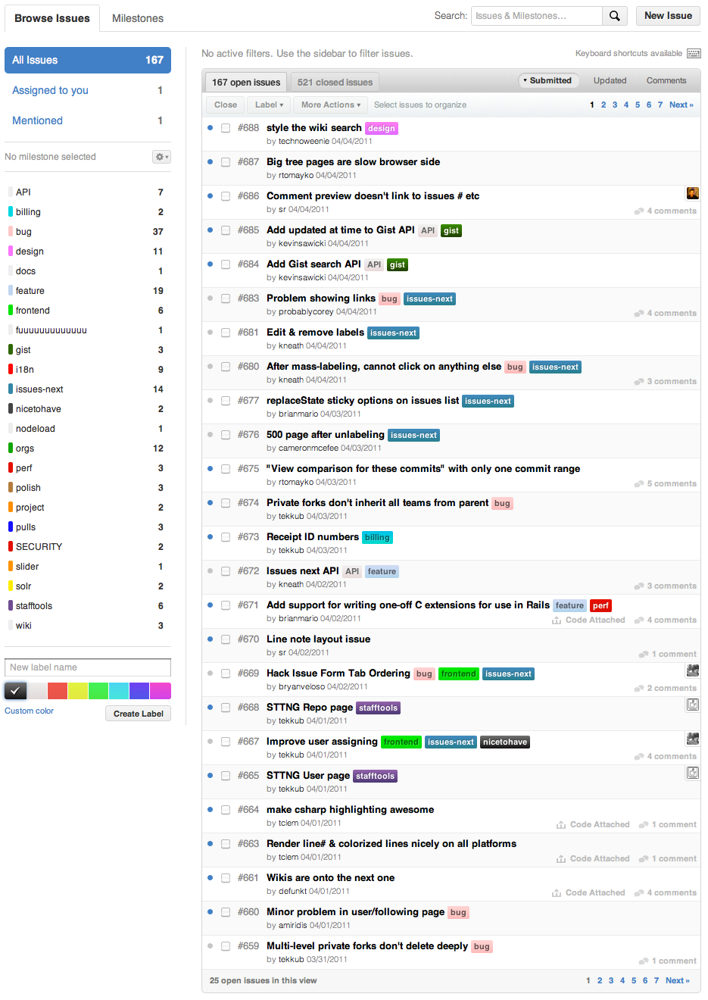 Browse Issues Milestones Search: Issues & Milestones... New Issue
All Issues 167
Assigned to you 1
Mentioned 1
No milestone selected
API 7
billing 2
bug 37
design 11
docs 1
feature 19
frontend 6
fuuuuuuuuuuuuu 1
gist 3
i18n 9
issues-next 14
nicetohave 2
nodeload 1
orgs 12
perf 3
polish 3
project 2
pulls 3
SECURITY 2
slider 1
solr 2
stafftools 6
wiki 3
New label name
Custom color Create Label
No active filters. Use the sidebar to filter issues. Keyboard shortcuts available
167 open issues 521 closed issues Submitted Updated Comments
Close Label More Actions Select issues to organize 1 2 3 4 5 6 7 Next »
#688 style the wiki search design
by technoweenie 04/04/2011
#687 Big tree pages are slow browser side
by rtomayko 04/04/2011
#686 Comment preview doesn't link to issues # etc
by sr 04/04/2011 4 comments
#685 Add updated at time to Gist API API gist
by kevinsawicki 04/04/2011
#684 Add Gist search API API gist
by kevinsawicki 04/04/2011
#683 Problem showing links bug issues-next
by probablycorey 04/04/2011 4 comments
#681 Edit & remove labels issues-next
by kneath 04/04/2011
#680 After mass-labeling, cannot click on anything else bug issues-next
by kneath 04/04/2011 3 comments
#677 replaceState sticky options on issues list issues-next
by brianmario 04/03/2011
#676 500 page after unlabeling issues-next
by cameronmcefee 04/03/2011
#675 "View comparison for these commits" with only one commit range
by rtomayko 04/03/2011 5 comments
#674 Private forks don't inherit all teams from parent bug
by tekkub 04/03/2011
#673 Receipt ID numbers billing
by tekkub 04/03/2011
#672 Issues next API API feature
by kneath 04/02/2011 3 comments
#671 Add support for writing one-off C extensions for use in Rails feature perf
by brianmario 04/02/2011 Code Attached 4 comments
#670 Line note layout issue
by sr 04/02/2011 1 comment
#669 Hack Issue Form Tab Ordering bug frontend issues-next
by bryanveloso 04/02/2011 2 comments
#668 STTNG Repo page stafftools
by tekkub 04/01/2011
#667 Improve user assigning frontend issues-next nicetohave
by tekkub 04/01/2011 4 comments
#665 STTNG User page stafftools
by tekkub 04/01/2011
#664 make csharp highlighting awesome
by tclem 04/01/2011 Code Attached 1 comment
#663 Render line# & colorized lines nicely on all platforms
by tclem 04/01/2011 Code Attached 1 comment
#661 Wikis are onto the next one
by defunkt 04/01/2011 Code Attached 4 comments
#660 Minor problem in user/following page bug
by amiridis 04/01/2011
#659 Multi-level private forks don't delete deeply bug
by tekkub 03/31/2011 1 comment
25 open issues in this view 1 2 3 4 5 6 7 Next »